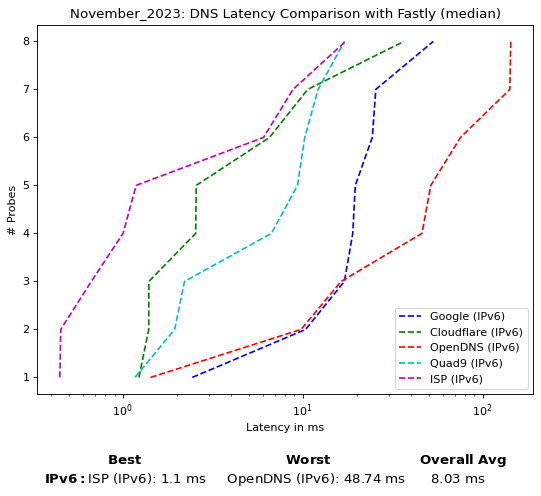 November_2023: DNS Latency Comparison with Fastly (median)
8
7
6
5
4
3
2
1
# Probes
10⁰
10¹
10²
Latency in ms
Google (IPv6)
Cloudflare (IPv6)
OpenDNS (IPv6)
Quad9 (IPv6)
ISP (IPv6)
Best Worst Overall Avg
IPv6: ISP (IPv6): 1.1 ms OpenDNS (IPv6): 48.74 ms 8.03 ms